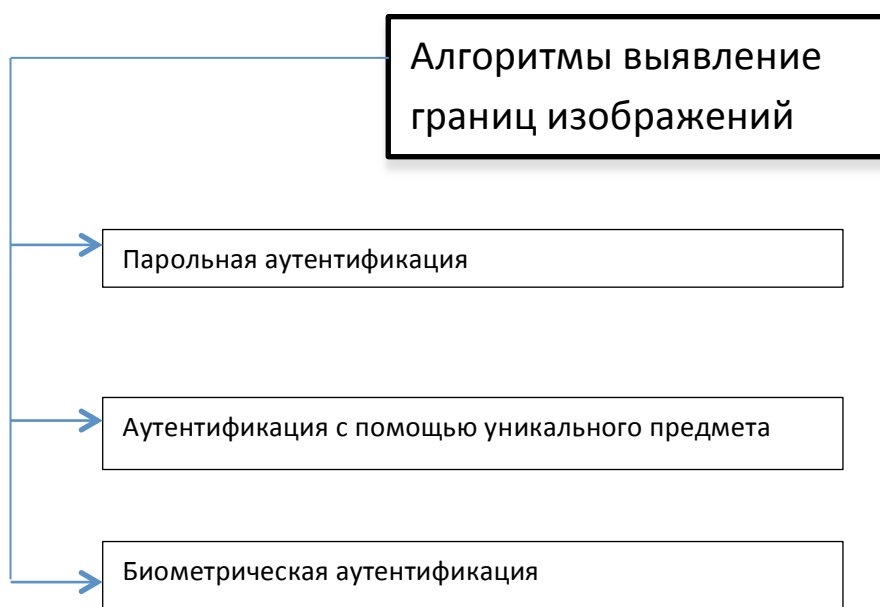 Алгоритмы выявление
границ изображений
Парольная аутентификация
Аутентификация с помощью уникального предмета
Биометрическая аутентификация